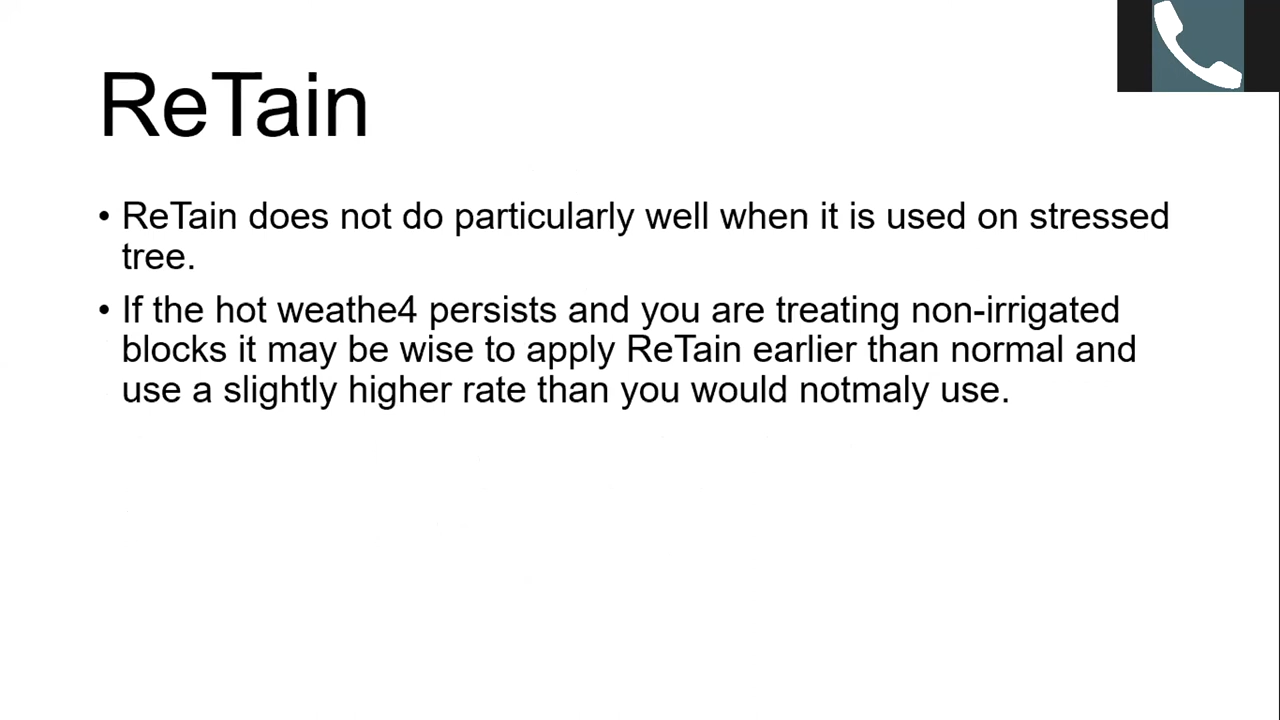 ReTain
• ReTain does not do particularly well when it is used on stressed
tree.
• If the hot weathe4 persists and you are treating non-irrigated
blocks it may be wise to apply ReTain earlier than normal and
use a slightly higher rate than you would notmaly use.